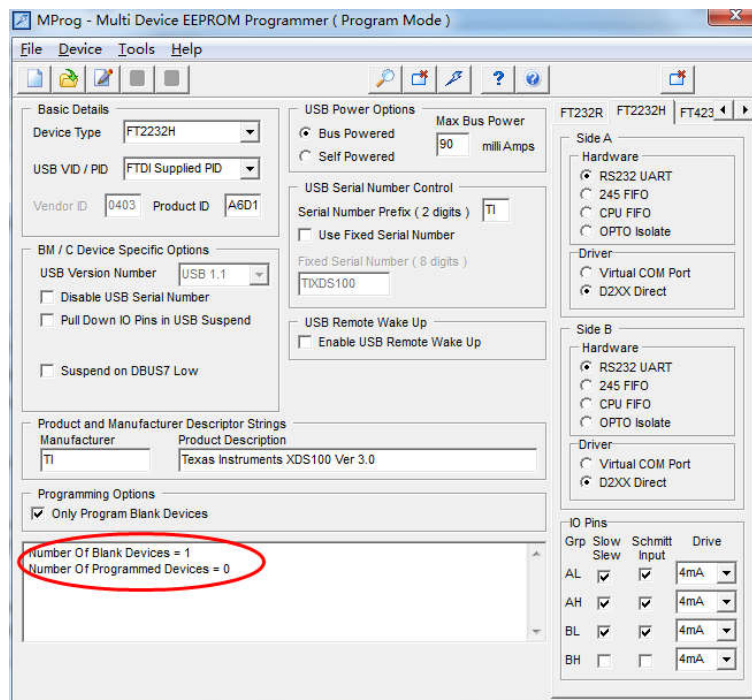 MProg - Multi Device EEPROM Programmer ( Program Mode )
File Device Tools Help
Basic Details
Device Type FT2232H
USB VID / PID FTDI Supplied PID
Vendor ID 0403 Product ID A6D1
BM / C Device Specific Options
USB Version Number USB 1.1
Disable USB Serial Number
Pull Down IO Pins in USB Suspend
Suspend on DBUS7 Low
USB Power Options
Bus Powered
Self Powered
Max Bus Power
90 milli Amps
USB Serial Number Control
Serial Number Prefix ( 2 digits ) TI
Use Fixed Serial Number
Fixed Serial Number ( 8 digits )
TIXDS100
USB Remote Wake Up
Enable USB Remote Wake Up
Product and Manufacturer Descriptor Strings
Manufacturer Product Description
TI Texas Instruments XDS100 Ver 3.0
Programming Options
Only Program Blank Devices
Number Of Blank Devices = 1
Number Of Programmed Devices = 0
FT232R FT2232H FT423
Side A
Hardware
RS232 UART
245 FIFO
CPU FIFO
OPTO Isolate
Driver
Virtual COM Port
D2XX Direct
Side B
Hardware
RS232 UART
245 FIFO
CPU FIFO
OPTO Isolate
Driver
Virtual COM Port
D2XX Direct
IO Pins
Grp Slow Slew Schmitt Input Drive
AL 4mA
AH 4mA
BL 4mA
BH 4mA